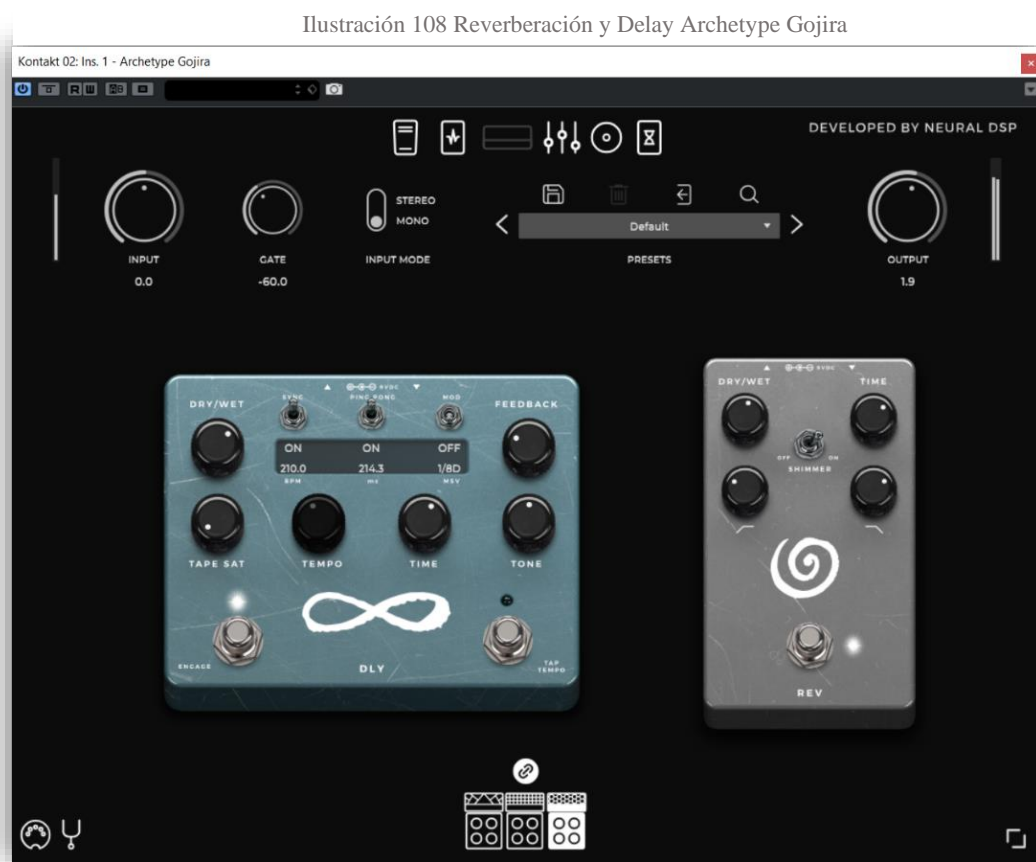 Ilustración 108 Reverberación y Delay Archetype Gojira
Kontakt 02: Ins. 1 - Archetype Gojira
R W
DEVELOPED BY NEURAL DSP
STEREO
MONO
Default
INPUT
GATE
INPUT MODE
PRESETS
OUTPUT
0.0
-60.0
1.9
9VDC
DRY/WET
SYNC
PING PONG
MOD
FEEDBACK
ON
ON
OFF
210.0
214.3
1/8D
BPM
ms
TAPE SAT
TEMPO
TIME
TONE
ENGAGE
DLY
TAP
TEMPO
9VDC
DRY/WET
TIME
OFF
ON
SHIMMER
REV